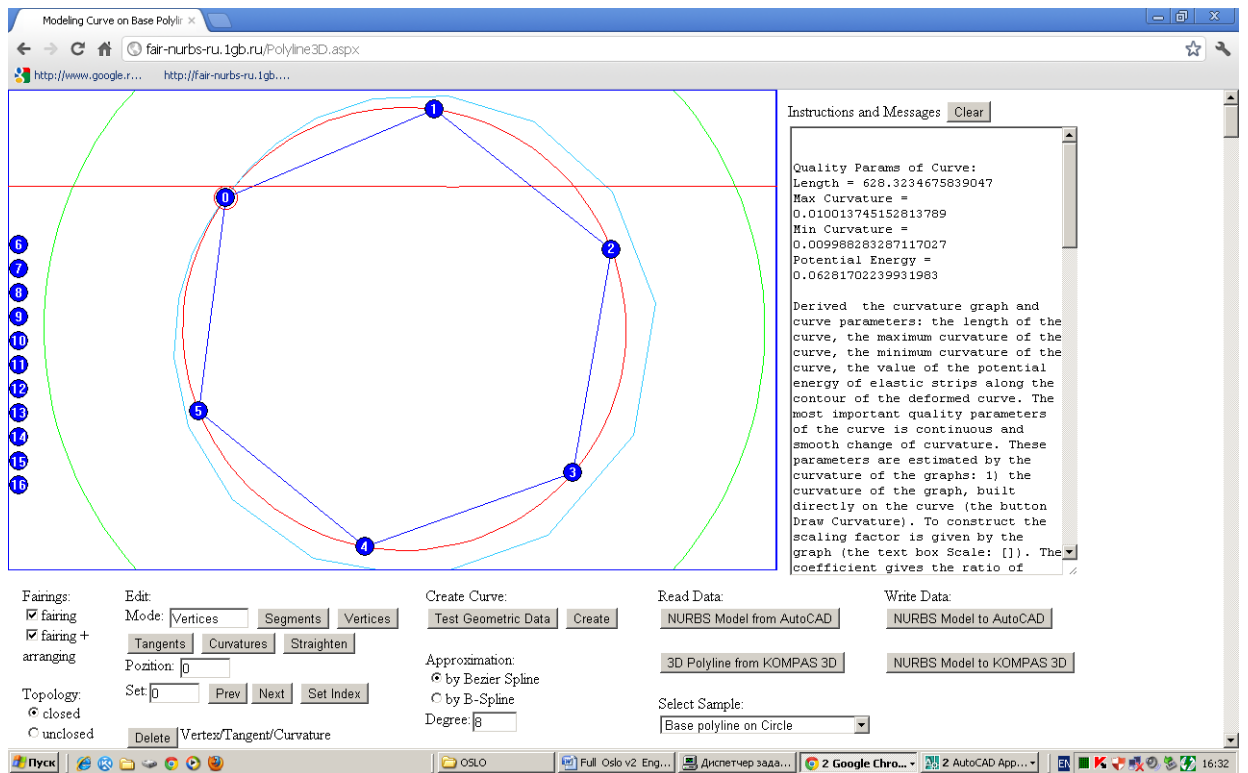 Modeling Curve on Base Polylir
fair-nurbs-ru.1gb.ru/Polyline3D.aspx
http://www.google.r... http://fair-nurbs-ru.1gb....
Instructions and Messages Clear
1
0
2
6
7
8
9
10
11
12
13
14
15
16
5
3
4
Quality Params of Curve:
Length = 628.3234675839047
Max Curvature =
0.010013745152813789
Min Curvature =
0.009988283287117027
Potential Energy =
0.06281702239931983
Derived the curvature graph and
curve parameters: the length of the
curve, the maximum curvature of the
curve, the minimum curvature of the
curve, the value of the potential
energy of elastic strips along the
contour of the deformed curve. The
most important quality parameters
of the curve is continuous and
smooth change of curvature. These
parameters are estimated by the
curvature of the graphs: 1) the
curvature of the graph, built
directly on the curve (the button
Draw Curvature). To construct the
scaling factor is given by the
graph (the text box Scale: []). The
coefficient gives the ratio of
Fairings:
fairing
fairing +
arranging
Topology:
closed
unclosed
Edit:
Mode: Vertices Segments Vertices
Tangents Curvatures Straighten
Pozition: 0
Set: 0 Prev Next Set Index
Delete Vertex/Tangent/Curvature
Create Curve:
Test Geometric Data Create
Approximation:
by Bezier Spline
by B-Spline
Degree: 8
Read Data:
NURBS Model from AutoCAD
3D Polyline from KOMPAS 3D
Select Sample:
Base polyline on Circle
Write Data:
NURBS Model to AutoCAD
NURBS Model to KOMPAS 3D
Пуск OSLO Full Oslo v2 Eng... Диспетчер зада... 2 Google Chro... 2 AutoCAD App... EN 16:32